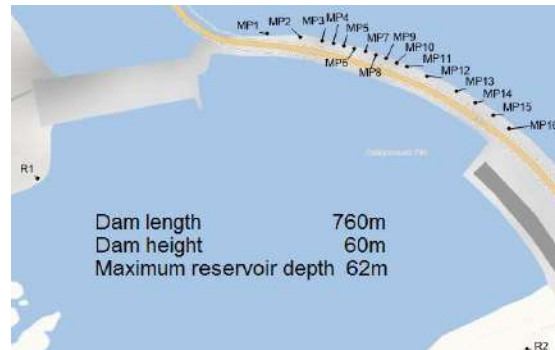 MP1
MP2
MP3
MP4
MP5
MP6
MP7
MP8
MP9
MP10
MP11
MP12
MP13
MP14
MP15
MP16
R1
Dam length 760m
Dam height 60m
Maximum reservoir depth 62m
R2